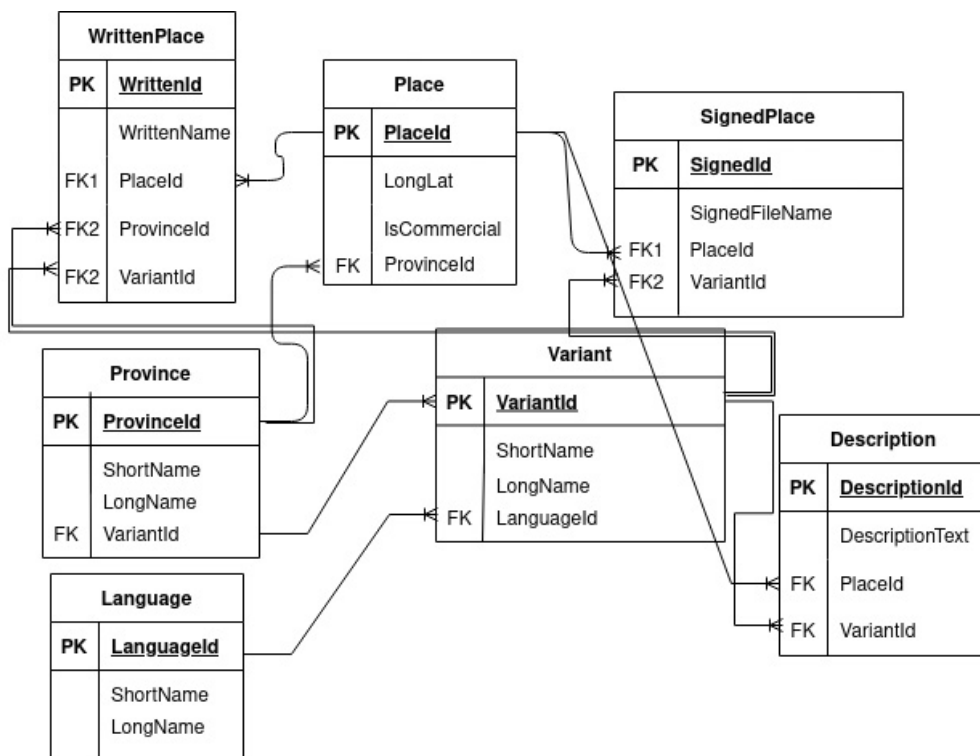 WrittenPlace
PK WrittenId
WrittenName
FK1 PlaceId
FK2 ProvinceId
FK2 VariantId
Place
PK PlaceId
LongLat
IsCommercial
FK ProvinceId
SignedPlace
PK SignedId
SignedFileName
FK1 PlaceId
FK2 VariantId
Province
PK ProvinceId
ShortName
LongName
FK VariantId
Variant
PK VariantId
ShortName
LongName
FK LanguageId
Description
PK DescriptionId
DescriptionText
FK PlaceId
FK VariantId
Language
PK LanguageId
ShortName
LongName